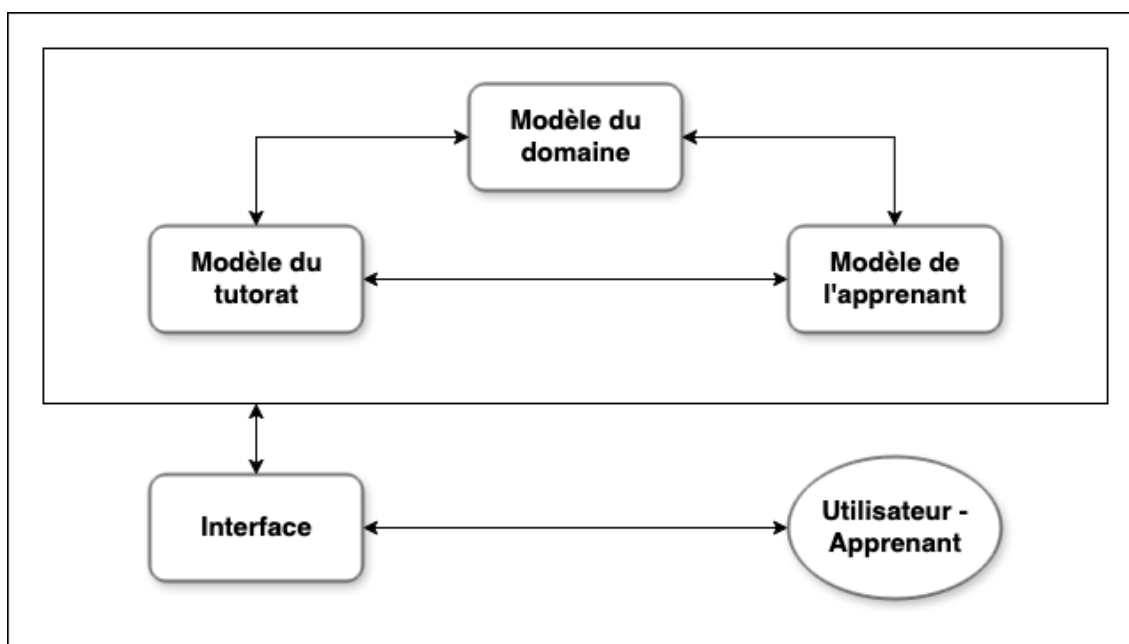 Modèle du
domaine
Modèle du
tutorat
Modèle de
l'apprenant
Interface
Utilisateur -
Apprenant